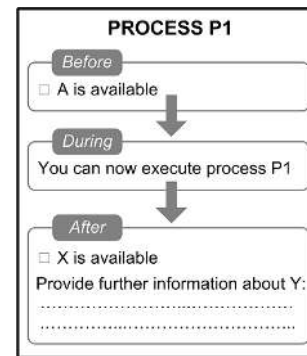 PROCESS P1
Before
□ A is available
During
You can now execute process P1
After
□ X is available
Provide further information about Y: